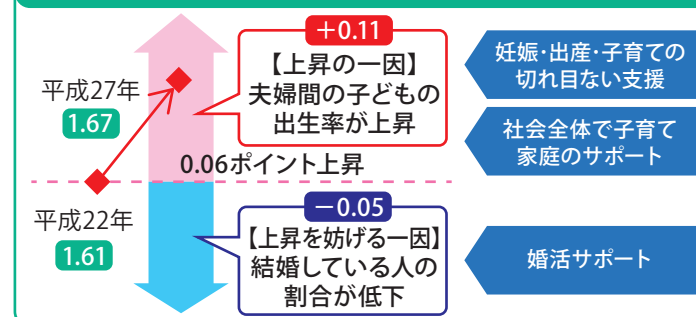 平成27年
1.67
平成22年
1.61
0.06ポイント上昇
+0.11
【上昇の一因】
夫婦間の子どもの
出生率が上昇
−0.05
【上昇を妨げる一因】
結婚している人の
割合が低下
妊娠・出産・子育ての
切れ目ない支援
社会全体で子育て
家庭のサポート
婚活サポート